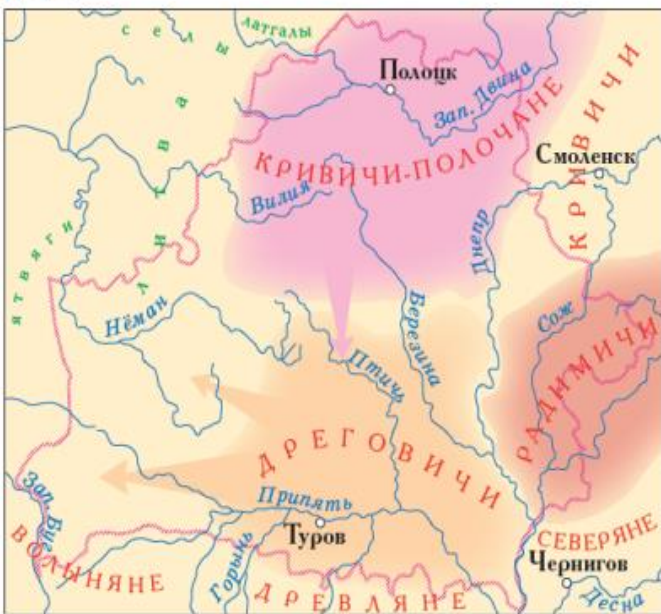 селы
латгалы
Полоцк
Зап. Двина
КРИВИЧИ-ПОЛОЧАНЕ
КРИВИЧИ
Смоленск
литва
Вилия
ятвяги
Днепр
Нёман
Березина
Сож
Птичь
РАДИМИЧИ
ДРЕГОВИЧИ
Зап. Буг
Припять
Туров
Горынь
ВОЛЫНЯНЕ
ДРЕВЛЯНЕ
СЕВЕРЯНЕ
Чернигов
Десна